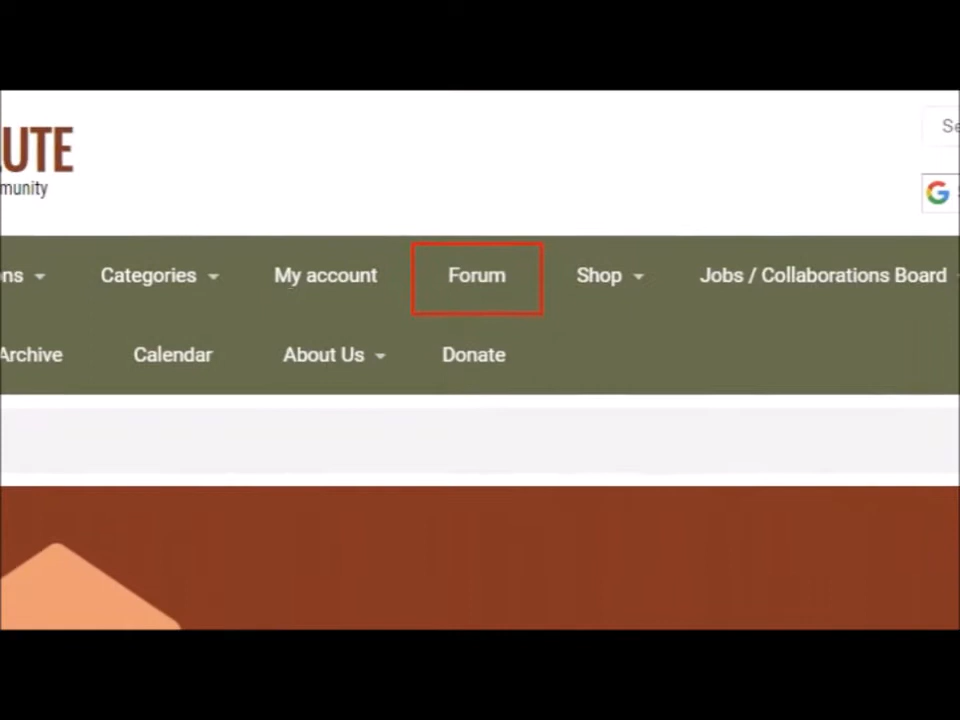 UTE
munity
Se
ns Categories My account Forum Shop Jobs / Collaborations Board
Archive Calendar About Us Donate